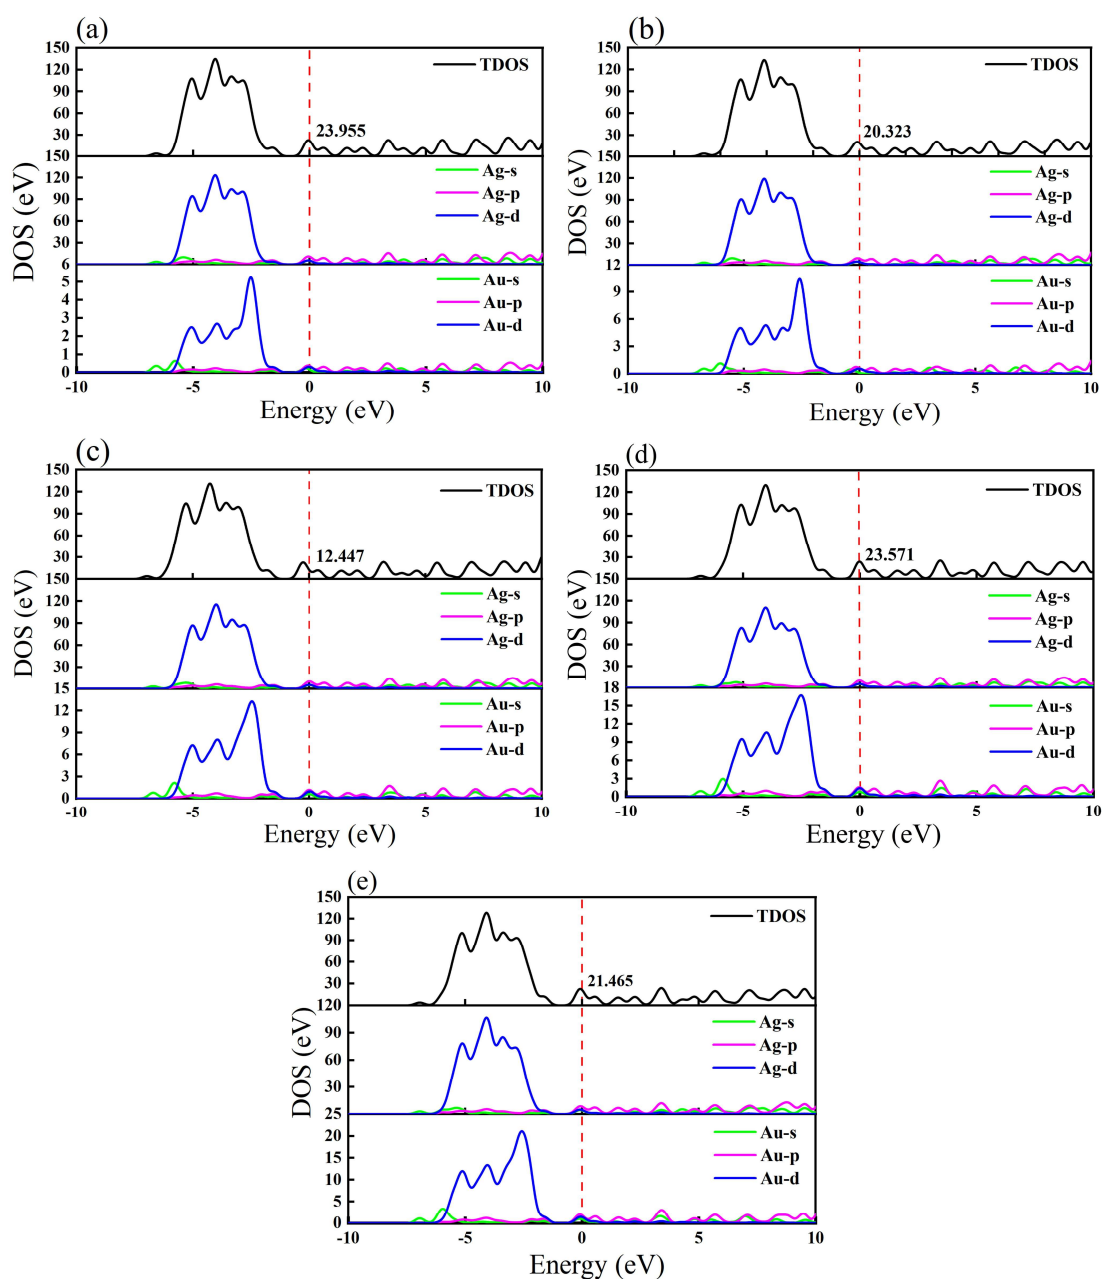 (a)
150
120
90
60
30
TDOS
23.955
150
120
90
60
30
Ag-s
Ag-p
Ag-d
6
5
4
3
2
1
0
Au-s
Au-p
Au-d
-10 -5 0 5 10
DOS (eV)
Energy (eV)
(b)
150
120
90
60
30
TDOS
20.323
150
120
90
60
30
Ag-s
Ag-p
Ag-d
12
9
6
3
0
Au-s
Au-p
Au-d
-10 -5 0 5 10
DOS (eV)
Energy (eV)
(c)
150
120
90
60
30
TDOS
12.447
150
120
90
60
30
Ag-s
Ag-p
Ag-d
15
12
9
6
3
0
Au-s
Au-p
Au-d
-10 -5 0 5 10
DOS (eV)
Energy (eV)
(d)
150
120
90
60
30
TDOS
23.571
150
120
90
60
30
Ag-s
Ag-p
Ag-d
18
15
12
9
6
3
0
Au-s
Au-p
Au-d
-10 -5 0 5 10
DOS (eV)
Energy (eV)
(e)
150
120
90
60
30
TDOS
21.465
120
90
60
30
Ag-s
Ag-p
Ag-d
25
20
15
10
5
0
Au-s
Au-p
Au-d
-10 -5 0 5 10
DOS (eV)
Energy (eV)